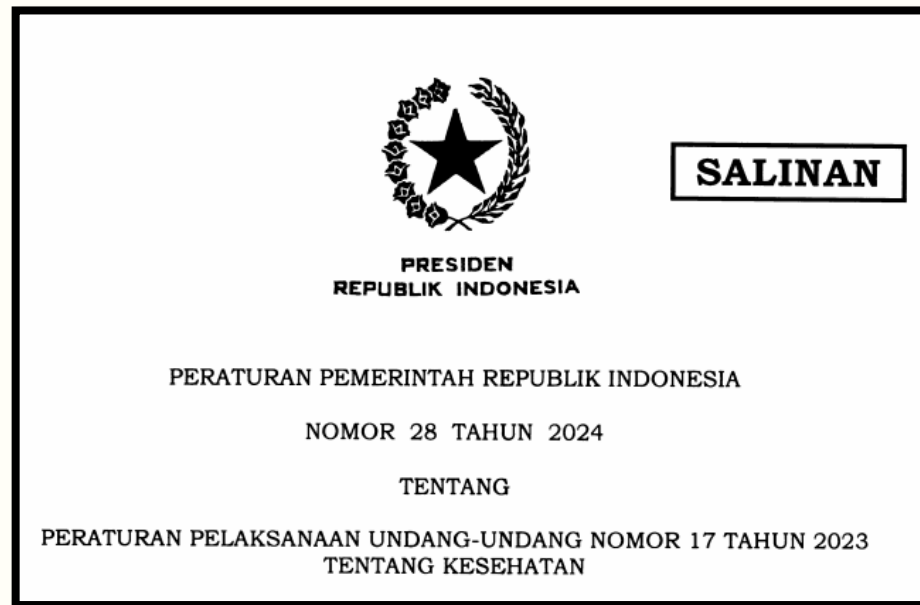 SALINAN
PRESIDEN
REPUBLIK INDONESIA
PERATURAN PEMERINTAH REPUBLIK INDONESIA
NOMOR 28 TAHUN 2024
TENTANG
PERATURAN PELAKSANAAN UNDANG-UNDANG NOMOR 17 TAHUN 2023
TENTANG KESEHATAN